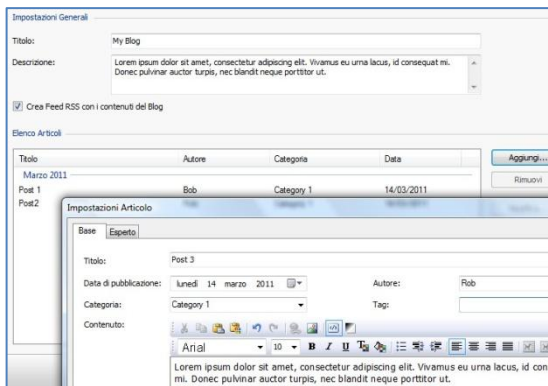 Impostazioni Generali
Titolo: My Blog
Descrizione: Lorem ipsum dolor sit amet, consectetur adipiscing elit. Vivamus eu urna lacus, id consequat mi.
Donec pulvinar auctor turpis, nec blandit neque porttitor ut.
Crea Feed RSS con i contenuti del Blog
Elenco Articoli
Titolo Autore Categoria Data Aggiungi...
Marzo 2011 Rimuovi
Post 1 Bob Category 1 14/03/2011
Post2
Impostazioni Articolo
Base Esperto
Titolo: Post 3
Data di pubblicazione: lunedì 14 marzo 2011 Autore: Rob
Categoria: Category 1 Tag:
Contenuto:
Arial 10 B I U
Lorem ipsum dolor sit amet, consectetur adipiscing elit. Vivamus eu urna lacus, id con
mi. Donec pulvinar auctor turpis, nec blandit neque porttitor ut.